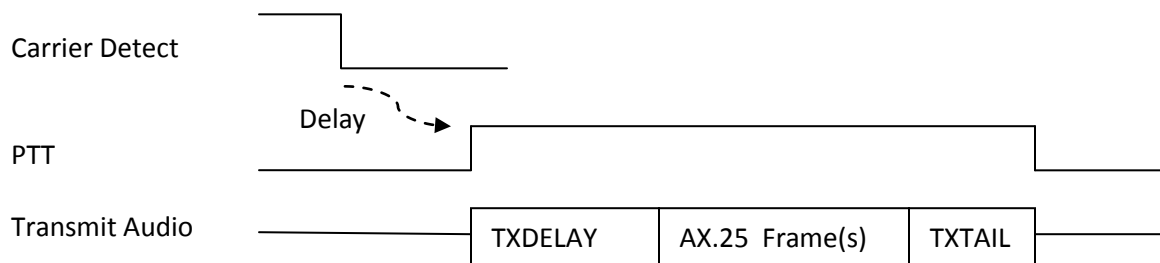 Carrier Detect
Delay
PTT
Transmit Audio
TXDELAY
AX.25 Frame(s)
TXTAIL